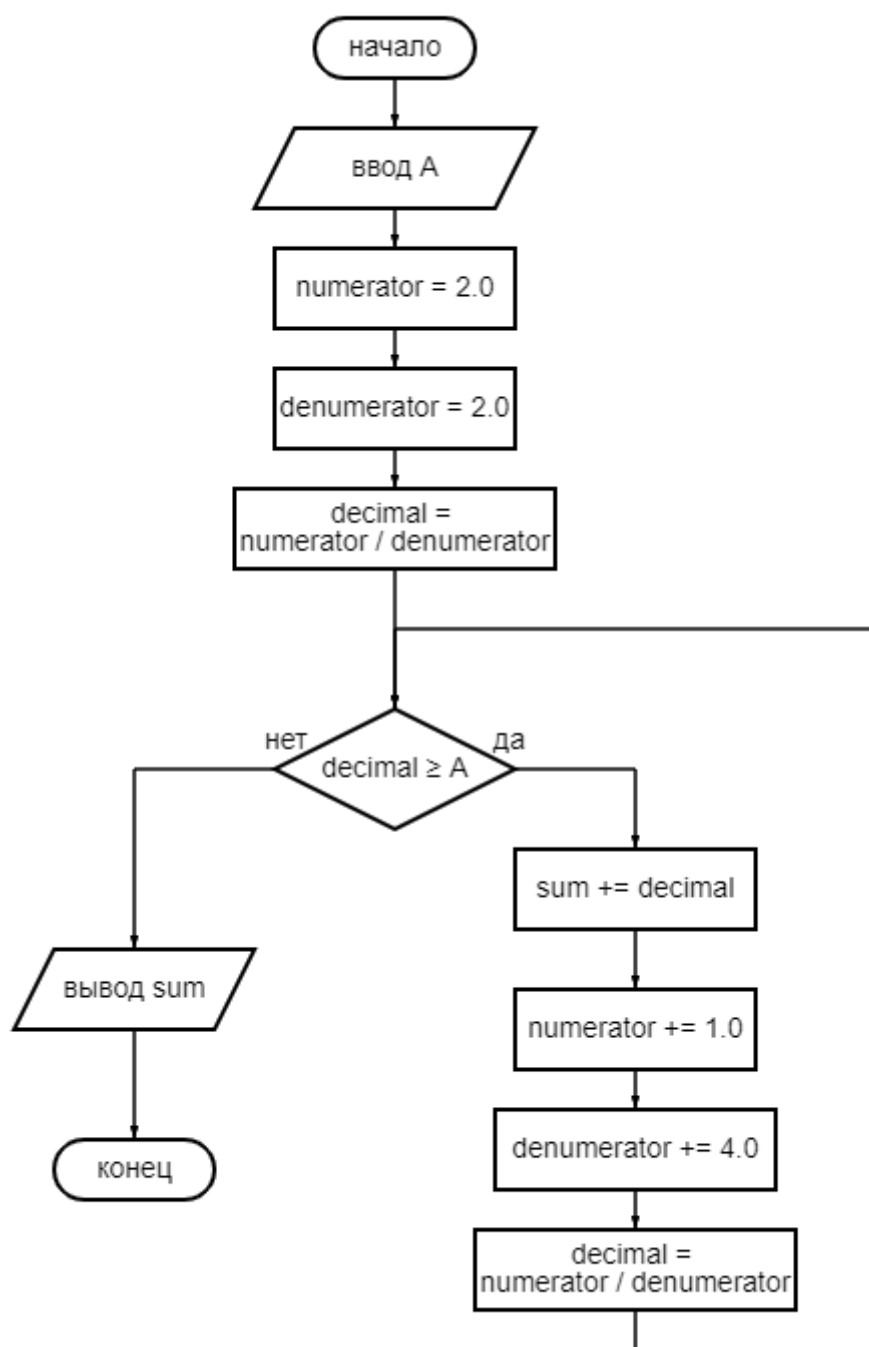 начало
ввод A
numerator = 2.0
denumerator = 2.0
decimal =
numerator / denumerator
нет
да
decimal ≥ A
sum += decimal
вывод sum
numerator += 1.0
denumerator += 4.0
конец
decimal =
numerator / denumerator